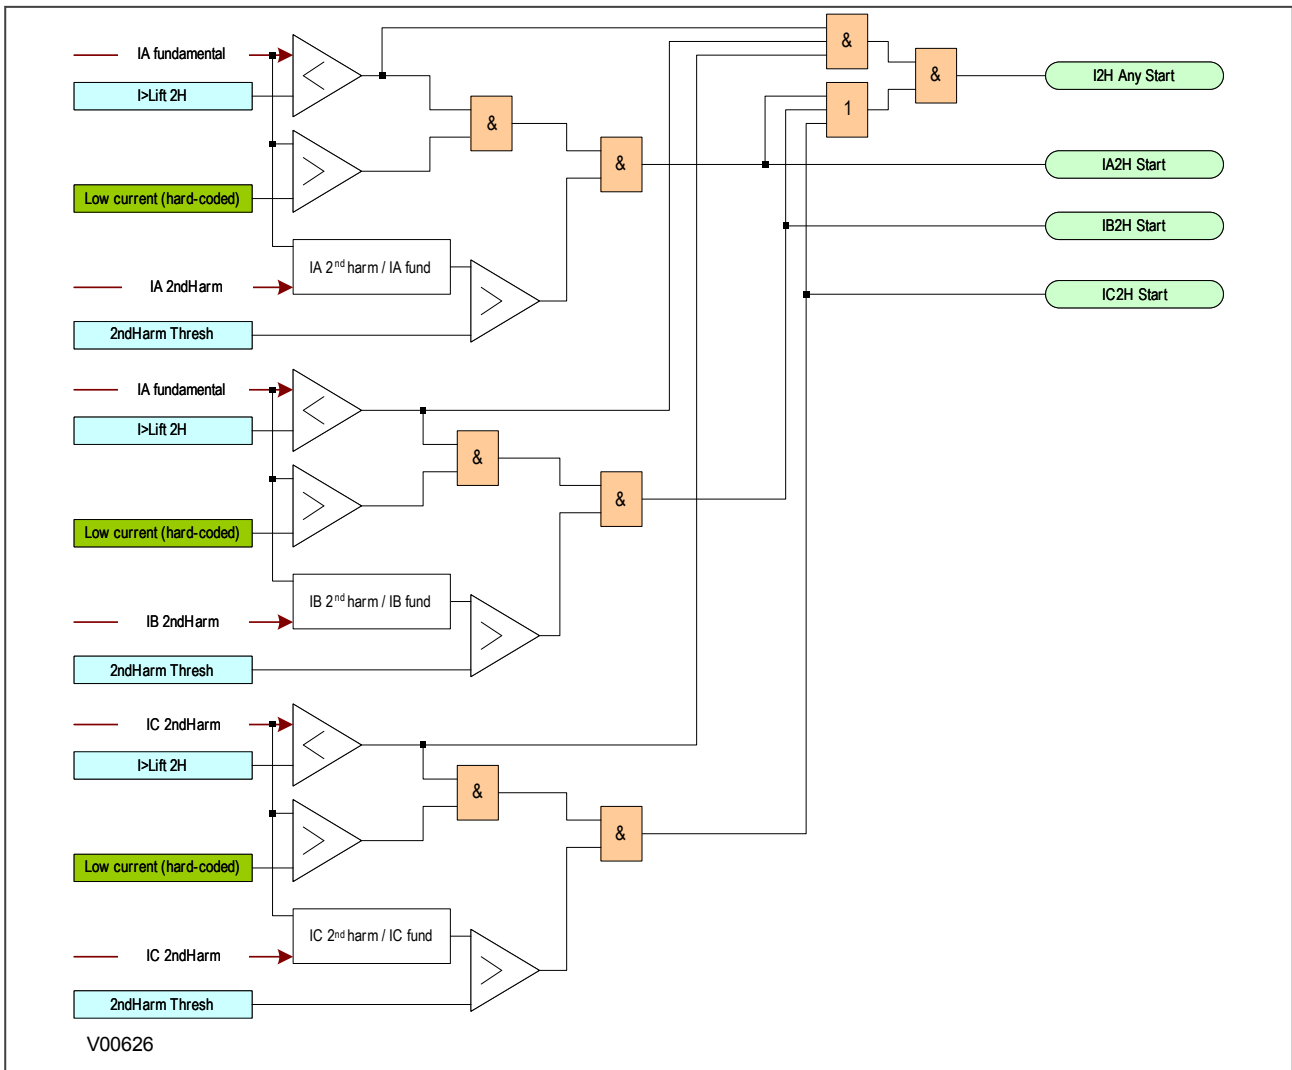 IA fundamental
I>Lift 2H
Low current (hard-coded)
IA 2nd harm / IA fund
IA 2ndHarm
2ndHarm Thresh
&
&
&
&
1
I2H Any Start
IA2H Start
IB2H Start
IC2H Start
IA fundamental
I>Lift 2H
Low current (hard-coded)
IB 2nd harm / IB fund
IB 2ndHarm
2ndHarm Thresh
&
&
IC 2ndHarm
I>Lift 2H
Low current (hard-coded)
IC 2nd harm / IC fund
IC 2ndHarm
2ndHarm Thresh
&
&
V00626